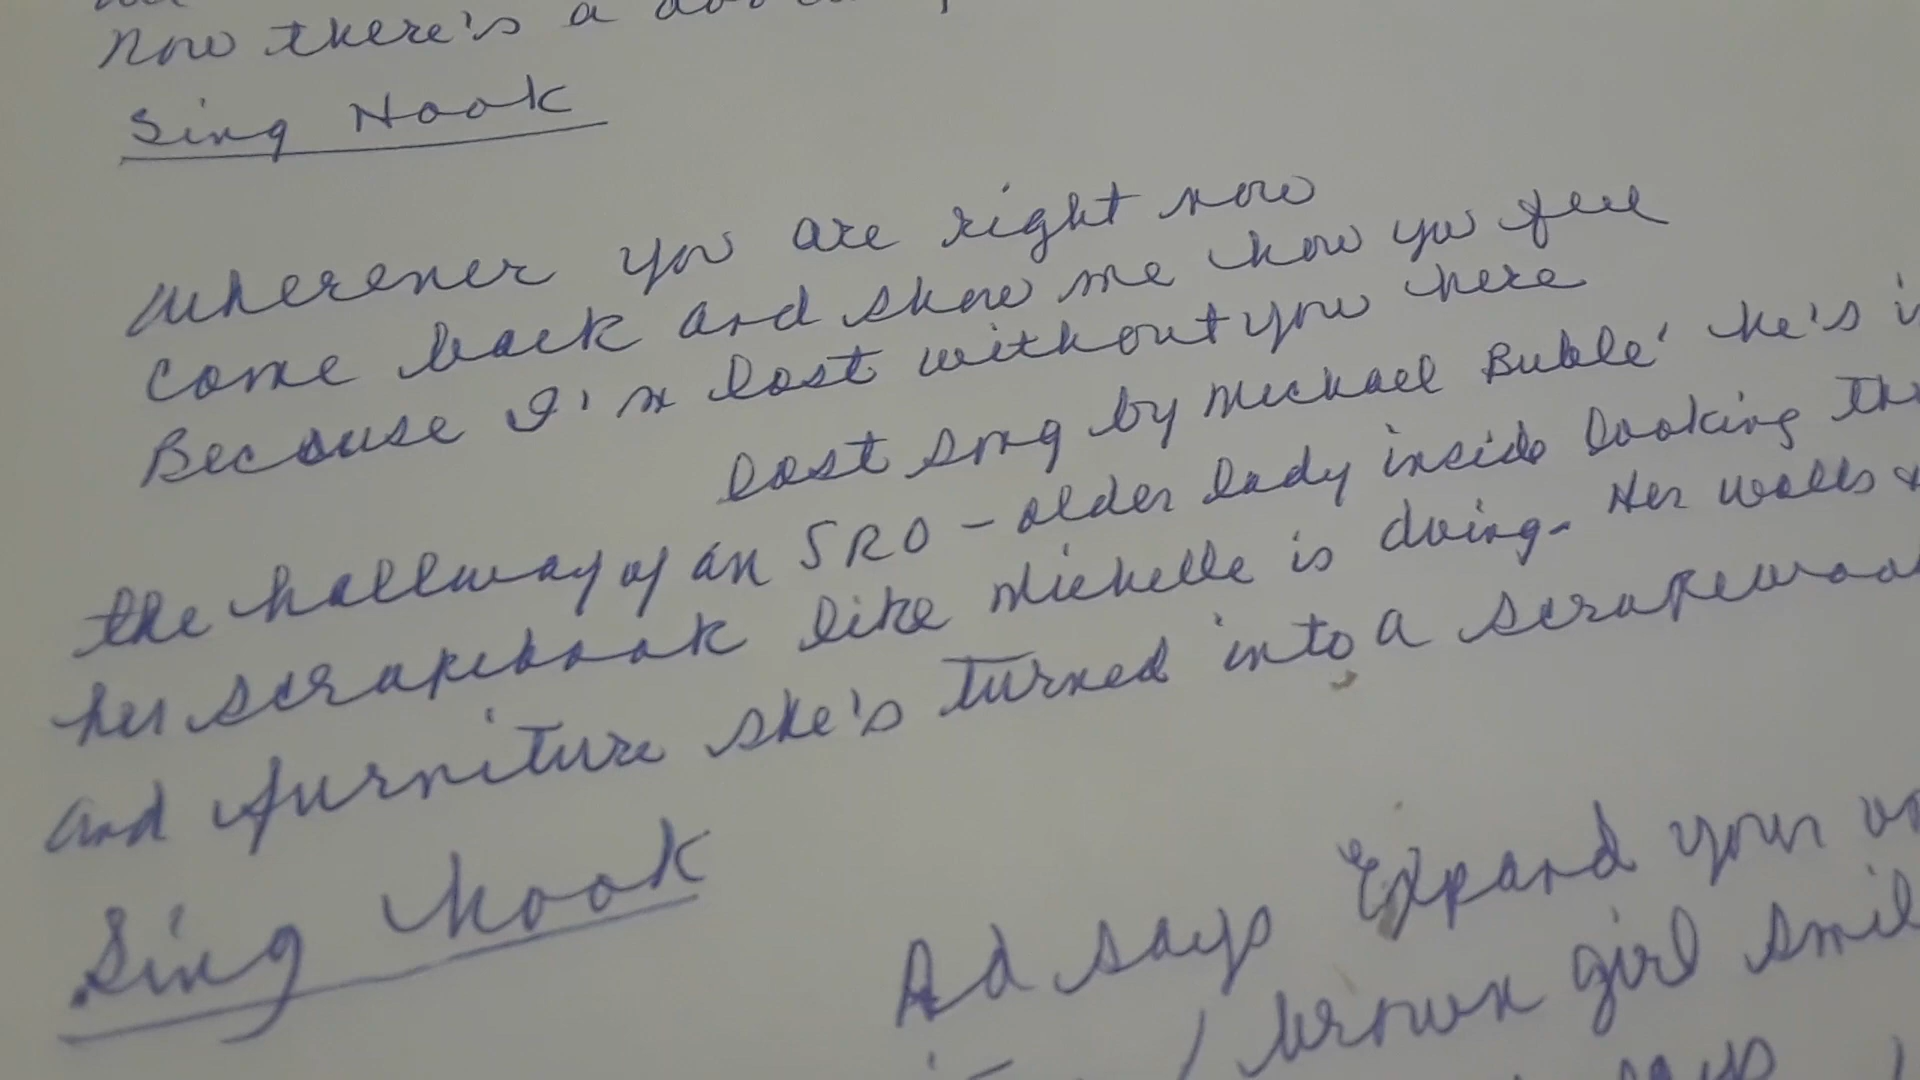 Now there's a
Sing Hook
Wherever you are right now
Come back and show me how you feel
Because I'm lost without you here
Lost song by Michael Buble' he's
the hallway of an SRO - older lady inside looking
her scrapebook like Michelle is doing. Her walls
and furniture she's turned into a
Sing hook
Ad says Expand your
brown girl